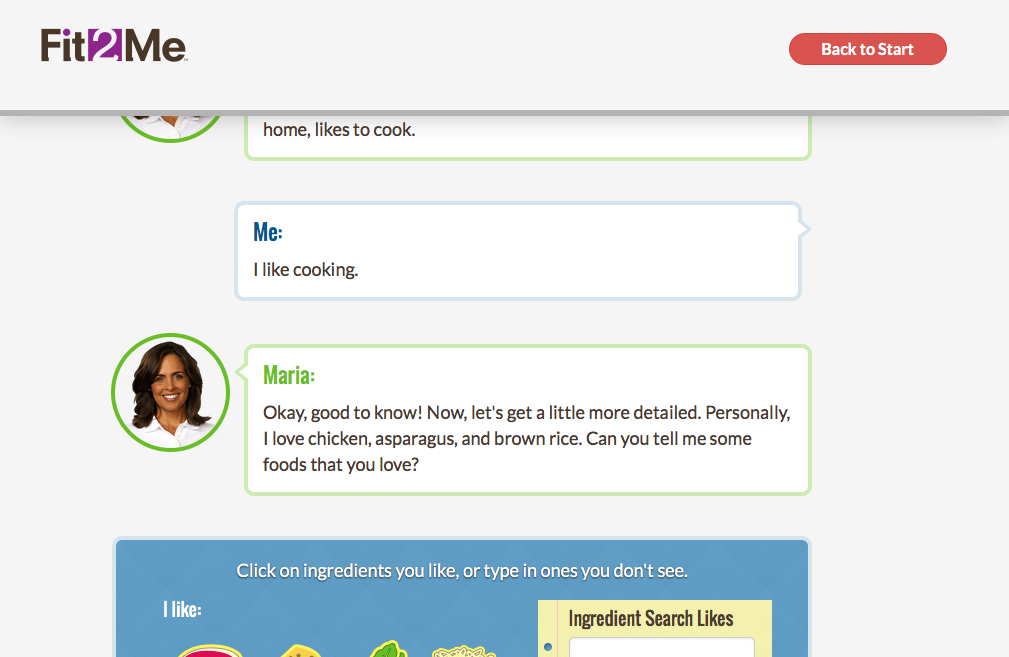 Fit2Me
Back to Start
home, likes to cook.
Me:
I like cooking.
Maria:
Okay, good to know! Now, let's get a little more detailed. Personally,
I love chicken, asparagus, and brown rice. Can you tell me some
foods that you love?
Click on ingredients you like, or type in ones you don't see.
I like:
Ingredient Search Likes